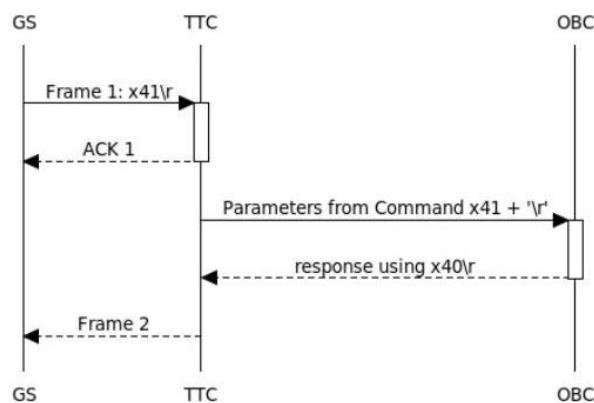 GS TTC OBC
Frame 1: x41\r
ACK 1
Parameters from Command x41 + '\r'
response using x40\r
Frame 2
GS TTC OBC